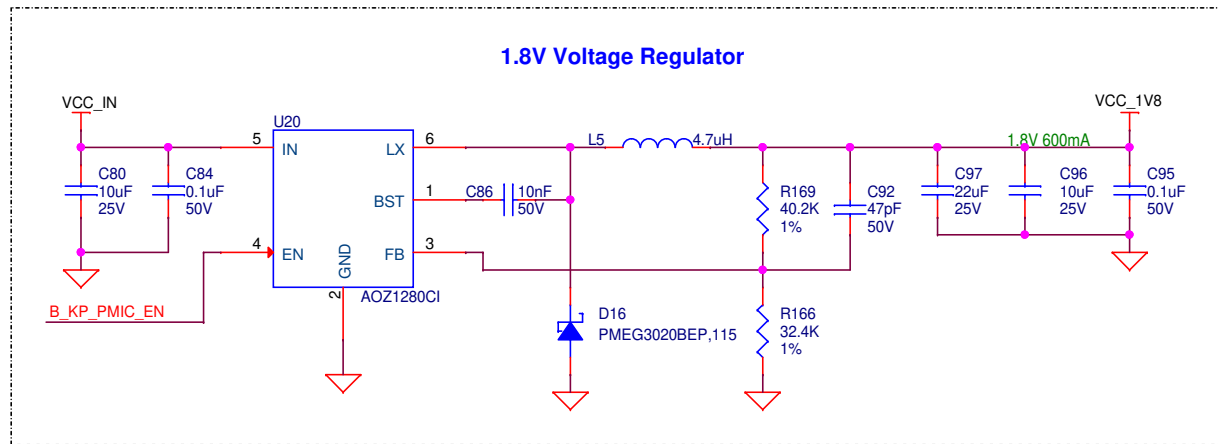 1.8V Voltage Regulator
VCC_IN
VCC_1V8
U20
5
IN
LX
6
L5
4.7uH
1.8V 600mA
C80
10uF
25V
C84
0.1uF
50V
BST
1
C86
10nF
50V
R169
40.2K
1%
C92
47pF
50V
C97
22uF
25V
C96
10uF
25V
C95
0.1uF
50V
4
EN
GND
2
FB
3
AOZ1280CI
B_KP_PMIC_EN
D16
PMEG3020BEP,115
R166
32.4K
1%